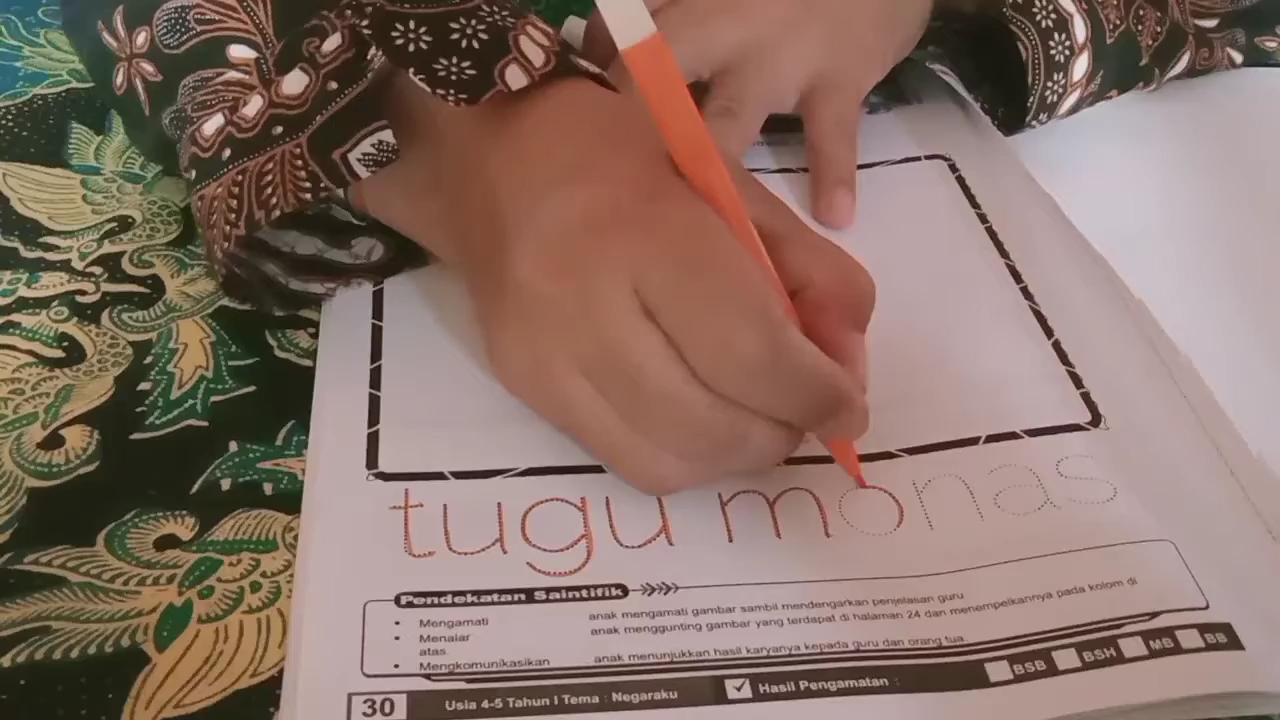 tugu monas
Pendekatan Saintifik
• Mengamati anak mengamati gambar sambil mendengarkan penjelasan guru
• Menalar anak menggunting gambar yang terdapat di halaman 24 dan menempelkannya pada kolom di
atas.
• Mengkomunikasikan anak menunjukkan hasil karyanya kepada guru dan orang tua.
30 Usia 4-5 Tahun I Tema : Negaraku Hasil Pengamatan : BSB BSH MB BB